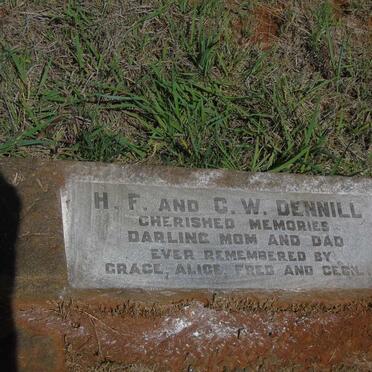 H. F. AND C. W. DENNILL
CHERISHED MEMORIES
DARLING MOM AND DAD
EVER REMEMBERED BY
GRACE, ALICE, FRED AND CECIL